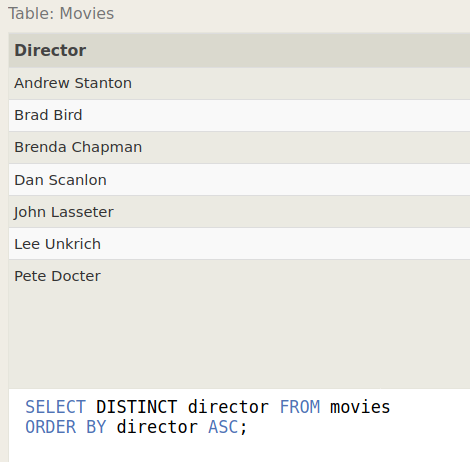 Table: Movies
Director
Andrew Stanton
Brad Bird
Brenda Chapman
Dan Scanlon
John Lasseter
Lee Unkrich
Pete Docter
SELECT DISTINCT director FROM movies
ORDER BY director ASC;